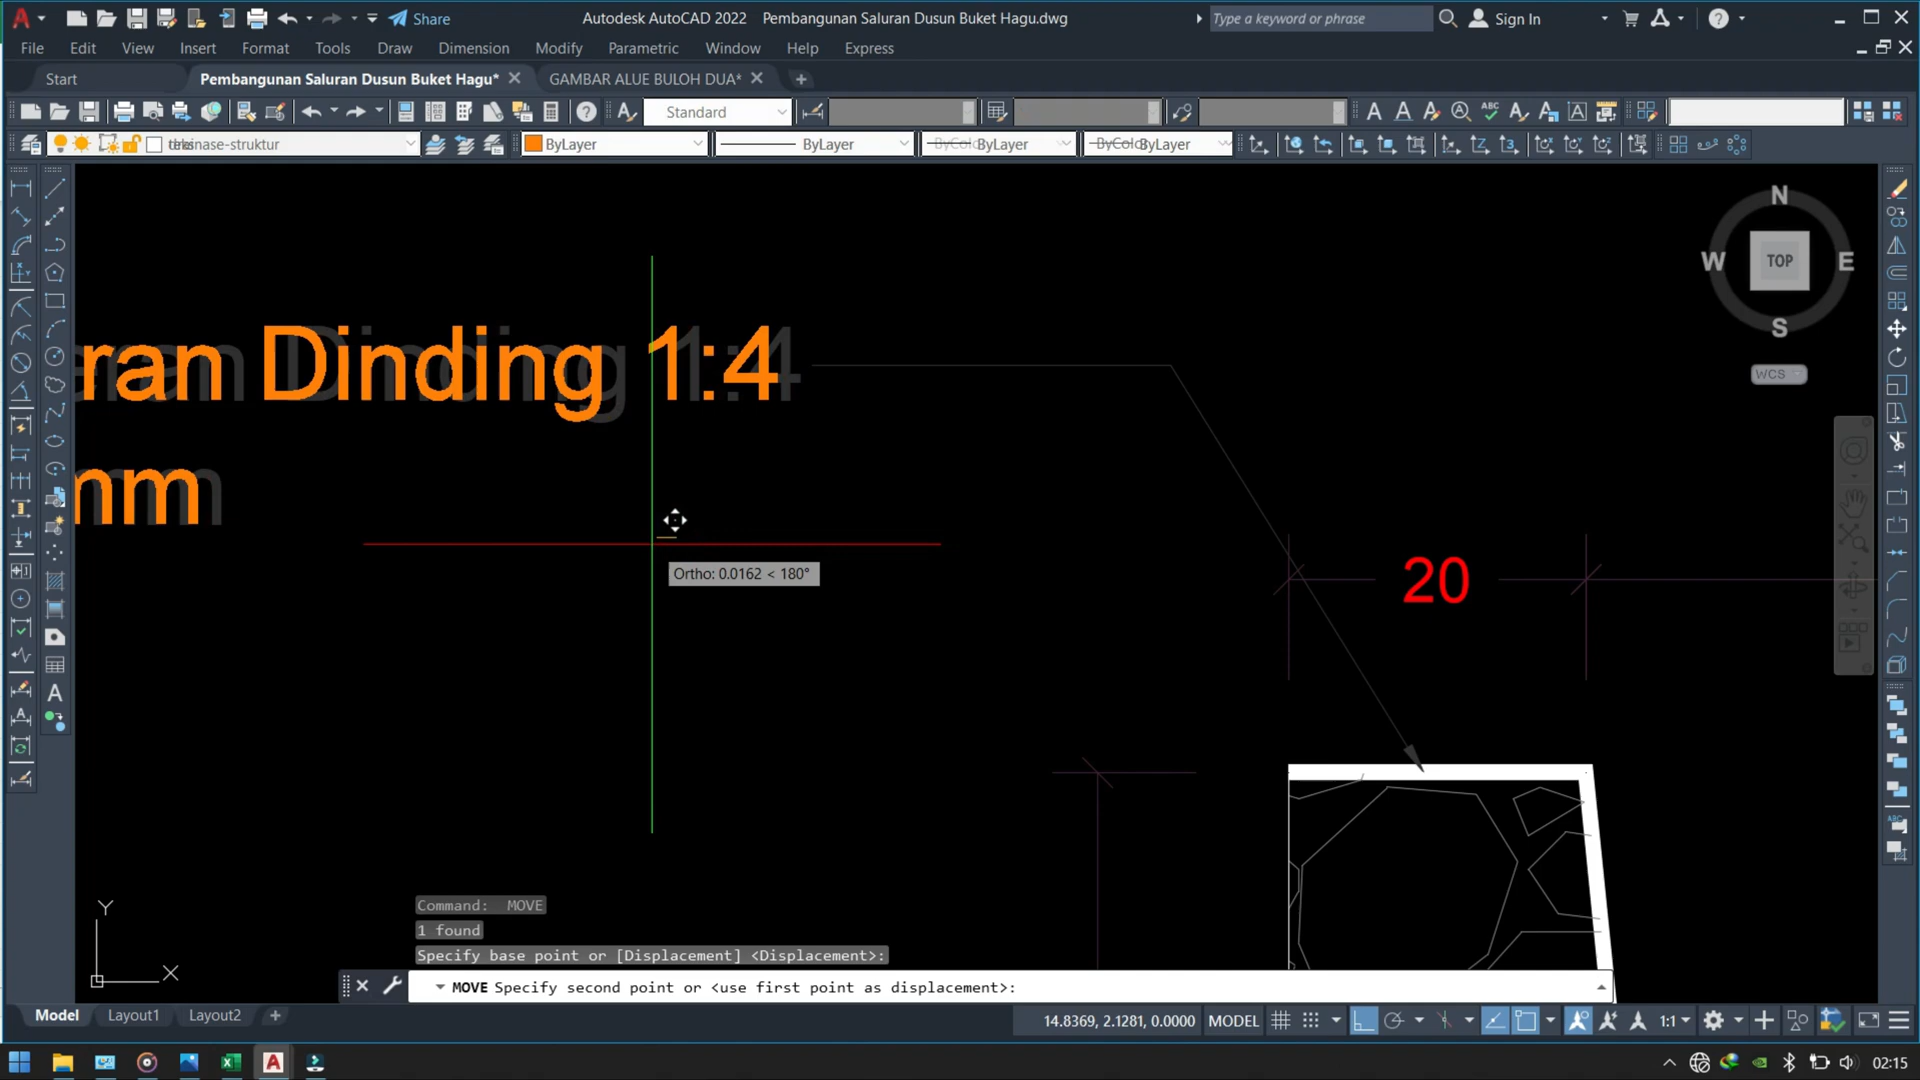 Share
Autodesk AutoCAD 2022
Pembangunan Saluran Dusun Buket Hagu.dwg
Type a keyword or phrase
Sign In
File
Edit
View
Insert
Format
Tools
Draw
Dimension
Modify
Parametric
Window
Help
Express
Start
Pembangunan Saluran Dusun Buket Hagu*
GAMBAR ALUE BULOH DUA*
Standard
ByLayer
ByLayer
ByLayer
ByLayer
N
W
TOP
E
S
WCS
ran Dinding 1:4
mm
Ortho: 0.0162 < 180°
20
Y
X
Command: MOVE
1 found
Specify base point or [Displacement] <Displacement>:
MOVE Specify second point or <use first point as displacement>:
Model
Layout1
Layout2
14.8369, 2.1281, 0.0000
MODEL
1:1
02:15